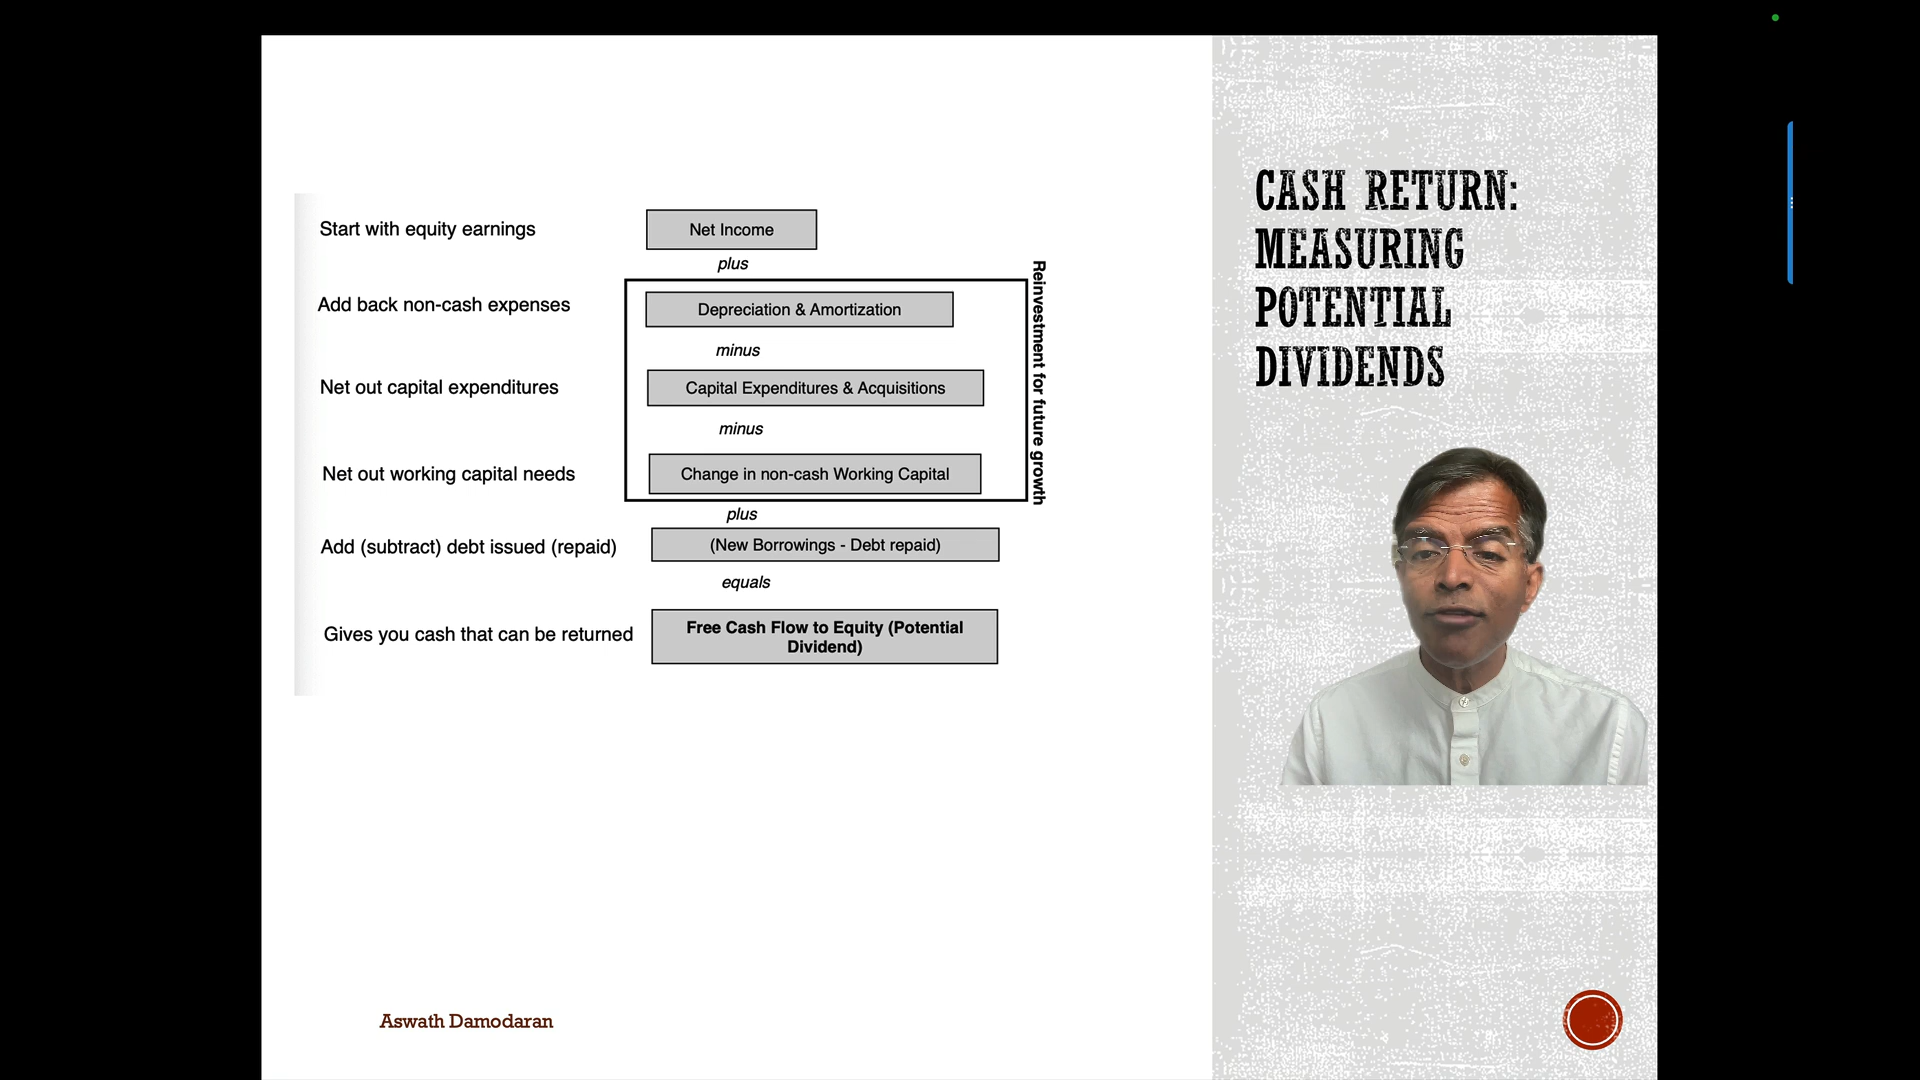 CASH RETURN:
MEASURING
POTENTIAL
DIVIDENDS
Start with equity earnings
Net Income
plus
Add back non-cash expenses
Depreciation & Amortization
minus
Net out capital expenditures
Capital Expenditures & Acquisitions
minus
Net out working capital needs
Change in non-cash Working Capital
Reinvestment for future growth
plus
Add (subtract) debt issued (repaid)
(New Borrowings - Debt repaid)
equals
Gives you cash that can be returned
Free Cash Flow to Equity (Potential
Dividend)
Aswath Damodaran